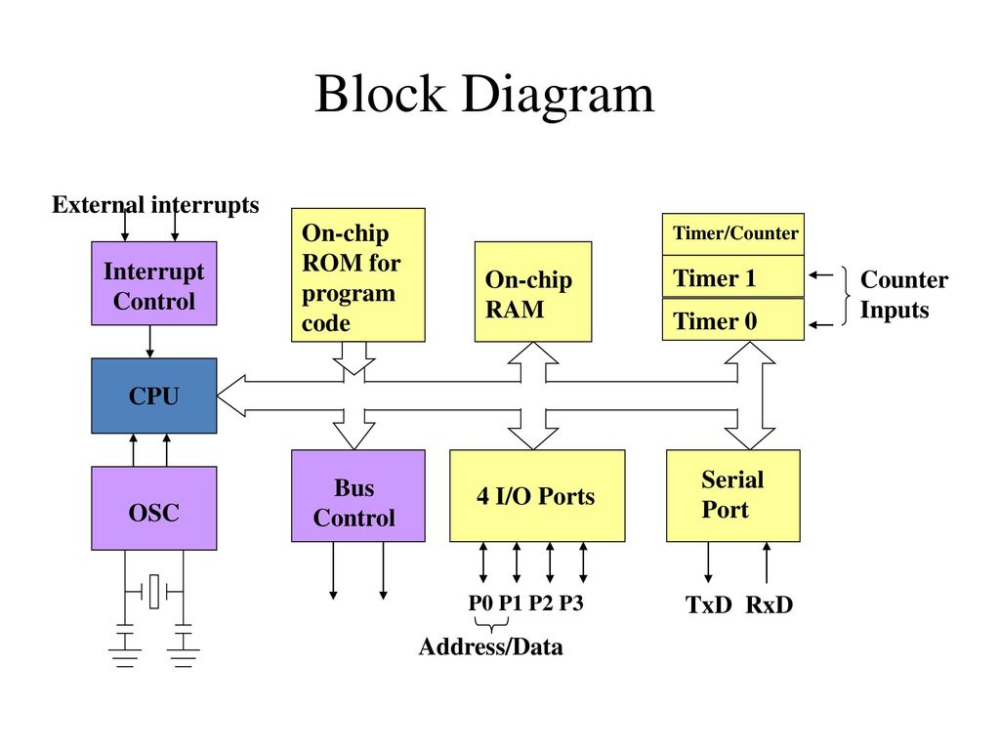 Block Diagram
External interrupts
Interrupt
Control
On-chip
ROM for
program
code
On-chip
RAM
Timer/Counter
Timer 1
Timer 0
Counter
Inputs
CPU
OSC
Bus
Control
4 I/O Ports
Serial
Port
P0 P1 P2 P3
TxD RxD
Address/Data